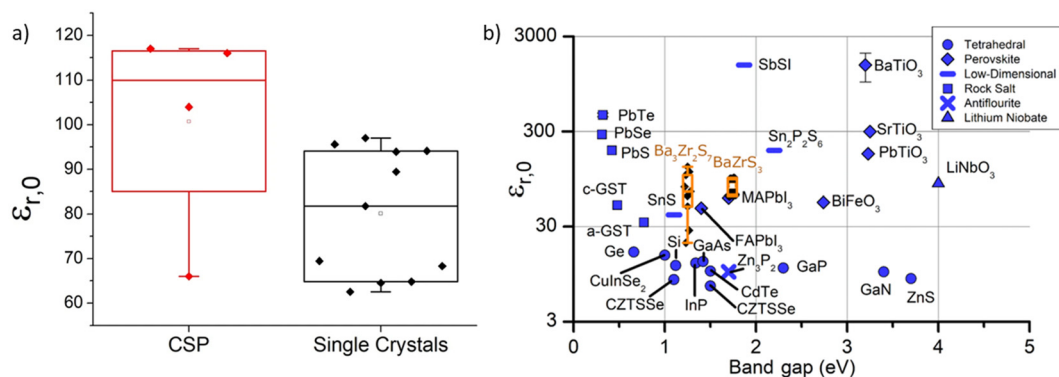 a)
εr,0
120
110
100
90
80
70
60
CSP
Single Crystals
b)
εr,0
3000
300
30
3
0
1
2
3
4
5
Band gap (eV)
Tetrahedral
Perovskite
Low-Dimensional
Rock Salt
Antiflourite
Lithium Niobate
SbSI
BaTiO3
PbTe
PbSe
PbS
Sn2P2S6
SrTiO3
PbTiO3
Ba3Zr2S7
BaZrS3
LiNbO3
c-GST
SnS
MAPbI3
BiFeO3
a-GST
FAPbI3
Ge
Si
GaAs
Zn3P2
GaP
CuInSe2
CZTSSe
InP
CdTe
CZTSSe
GaN
ZnS